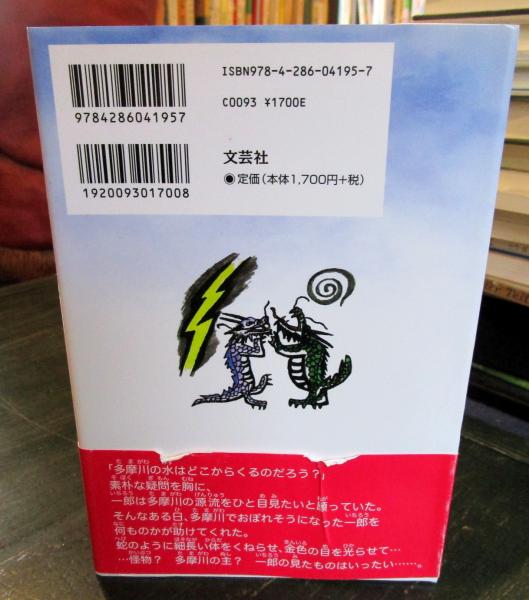 ISBN978-4-286-04195-7
C0093 ¥1700E
9784286041957
文芸社
●定価(本体1,700円+税)
1920093017008
「多摩川の水はどこからくるのだろう?」
素朴な疑問を胸に、
一郎は多摩川の源流をひと目見たいと願っていた。
そんなある日、多摩川でおぼれそうになった一郎を
何ものかが助けてくれた。
蛇のように細長い体をくねらせ、金色の目を光らせて…
……怪物? 多摩川の主? 一郎の見たものはいったい……。